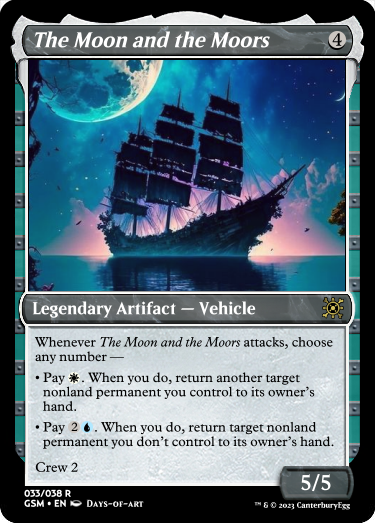 The Moon and the Moors 4
Legendary Artifact — Vehicle
Whenever The Moon and the Moors attacks, choose
any number —
• Pay . When you do, return another target
nonland permanent you control to its owner's
hand.
• Pay 2 . When you do, return target nonland
permanent you don't control to its owner's hand.
Crew 2
5/5
033/038 R
GSM • EN Days-of-art
™ & © 2023 CanterburyEgg